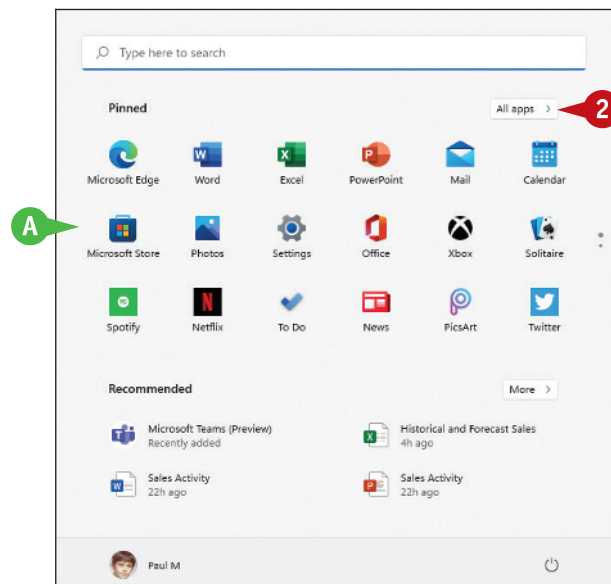 Type here to search
Pinned
All apps >
2
Microsoft Edge
Word
Excel
PowerPoint
Mail
Calendar
A
Microsoft Store
Photos
Settings
Office
Xbox
Solitaire
Spotify
Netflix
To Do
News
PicsArt
Twitter
Recommended
More >
Microsoft Teams (Preview)
Recently added
Historical and Forecast Sales
4h ago
Sales Activity
22h ago
Sales Activity
22h ago
Paul M